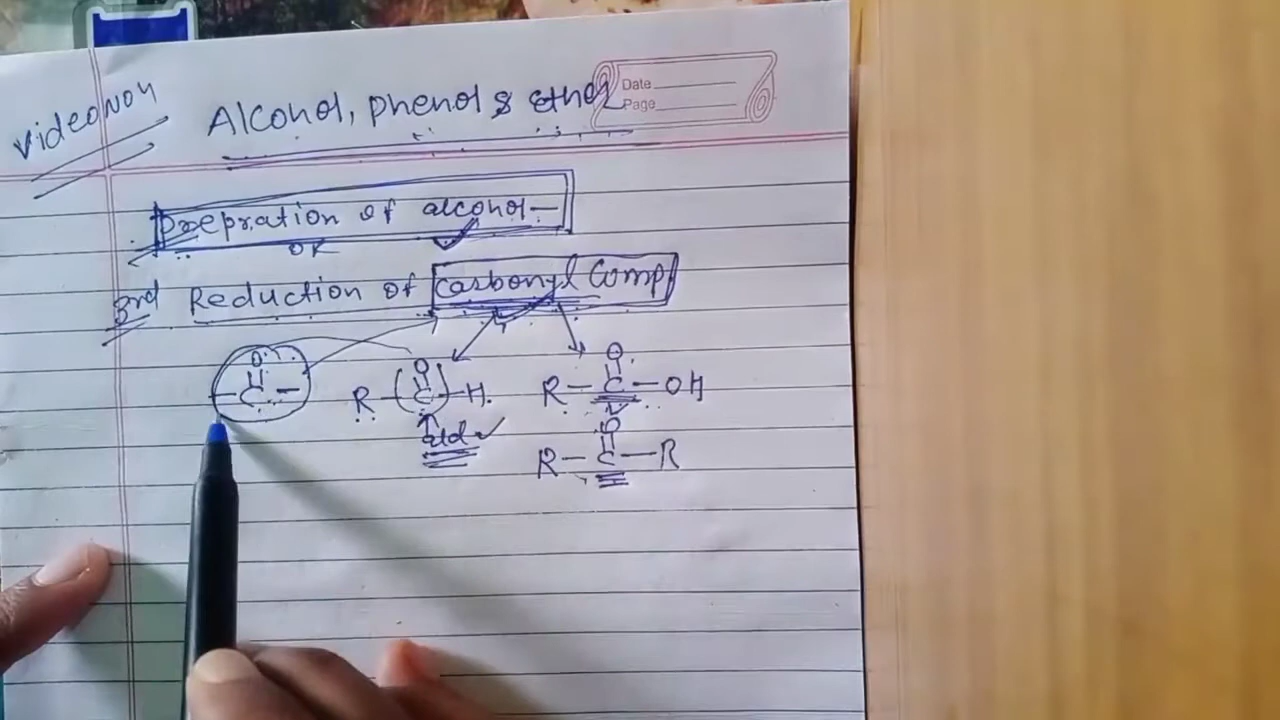 VideoNo4
Alcohol, phenol & ether
Date
Page
Prepration of alcohol—
OR
3rd Reduction of carbonyl Comp
O O O
—C— R—(C)—H. R—C—OH
ald ✓ O
R—C—R